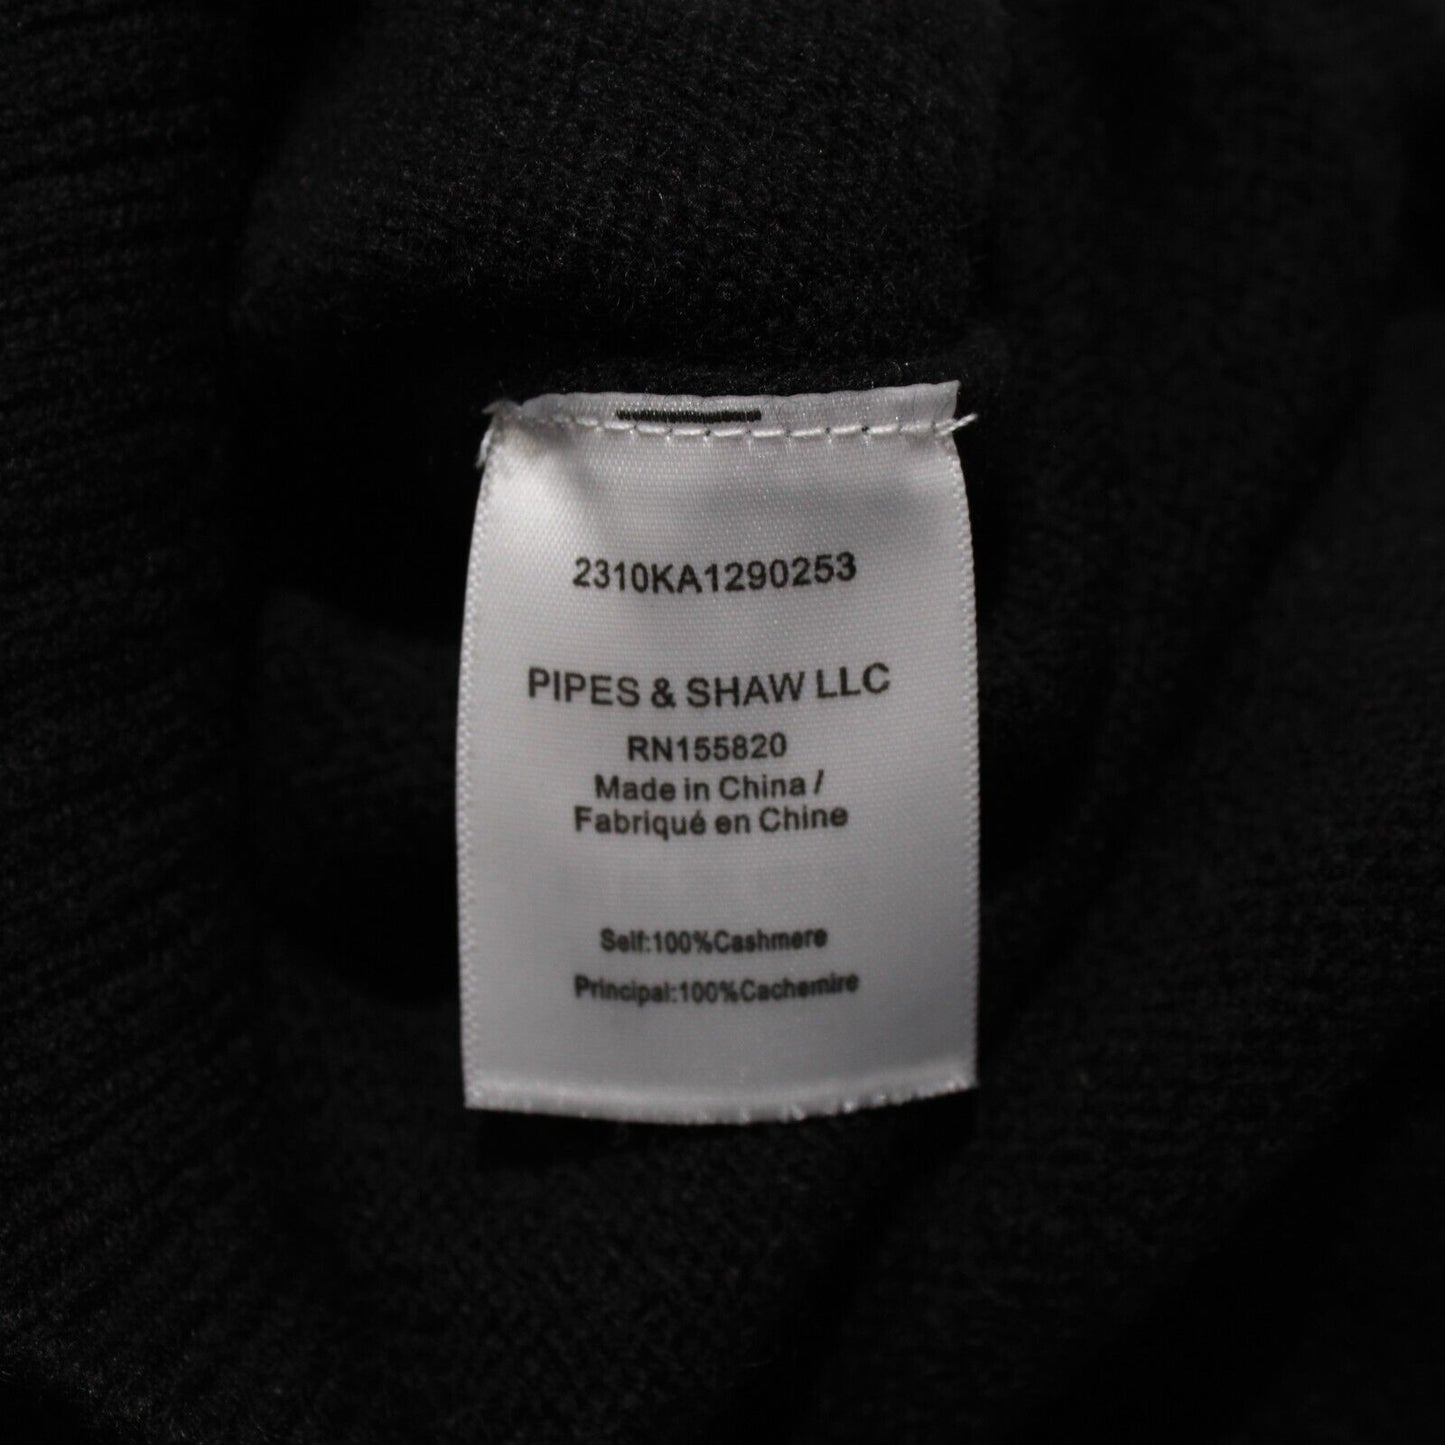 2310KA1290253
PIPES & SHAW LLC
RN155820
Made in China /
Fabriqué en Chine
Self:100%Cashmere
Principal:100%Cachemire